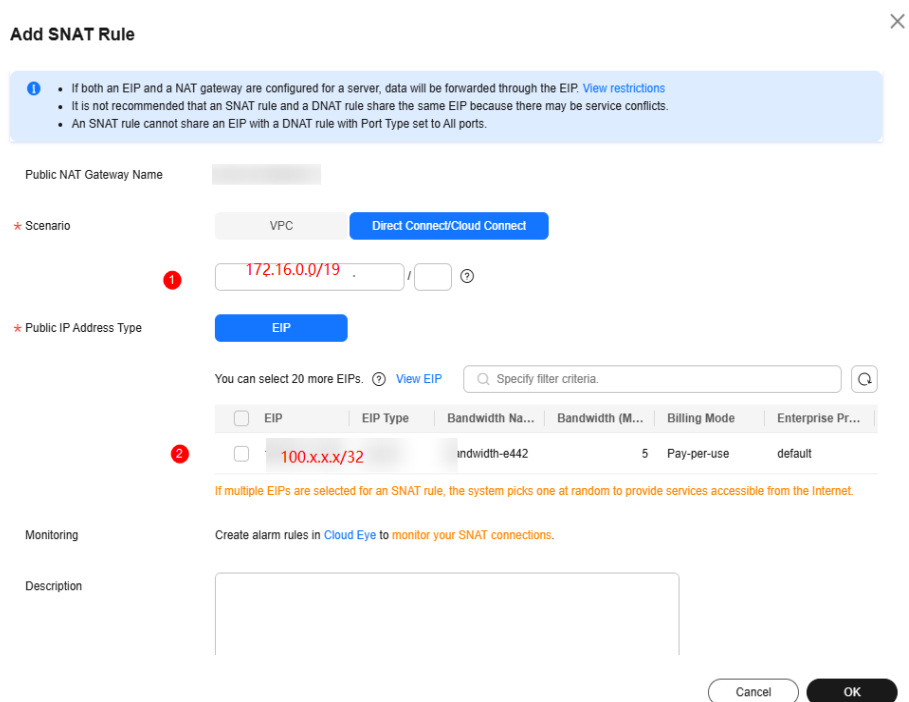 Add SNAT Rule
If both an EIP and a NAT gateway are configured for a server, data will be forwarded through the EIP. View restrictions
It is not recommended that an SNAT rule and a DNAT rule share the same EIP because there may be service conflicts.
An SNAT rule cannot share an EIP with a DNAT rule with Port Type set to All ports.
Public NAT Gateway Name
* Scenario VPC Direct Connect/Cloud Connect
1 172.16.0.0/19 . / ?
* Public IP Address Type EIP
You can select 20 more EIPs. ? View EIP Specify filter criteria.
EIP EIP Type Bandwidth Na... Bandwidth (M... Billing Mode Enterprise Pr...
2 100.x.x.x/32 andwidth-e442 5 Pay-per-use default
If multiple EIPs are selected for an SNAT rule, the system picks one at random to provide services accessible from the Internet.
Monitoring Create alarm rules in Cloud Eye to monitor your SNAT connections.
Description
Cancel OK